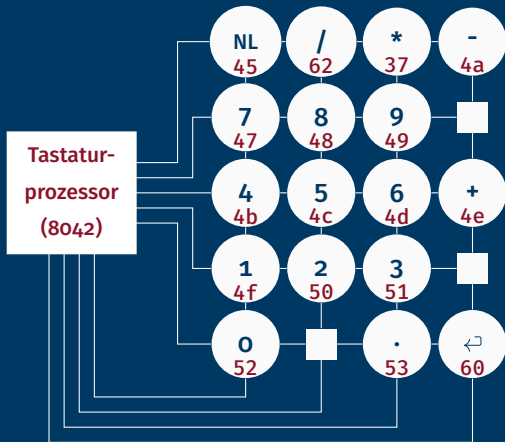 NL / * -
45 62 37 4a
7 8 9
47 48 49
Tastatur-
prozessor
(8042)
4 5 6 +
4b 4c 4d 4e
1 2 3
4f 50 51
0 . ↵
52 53 60